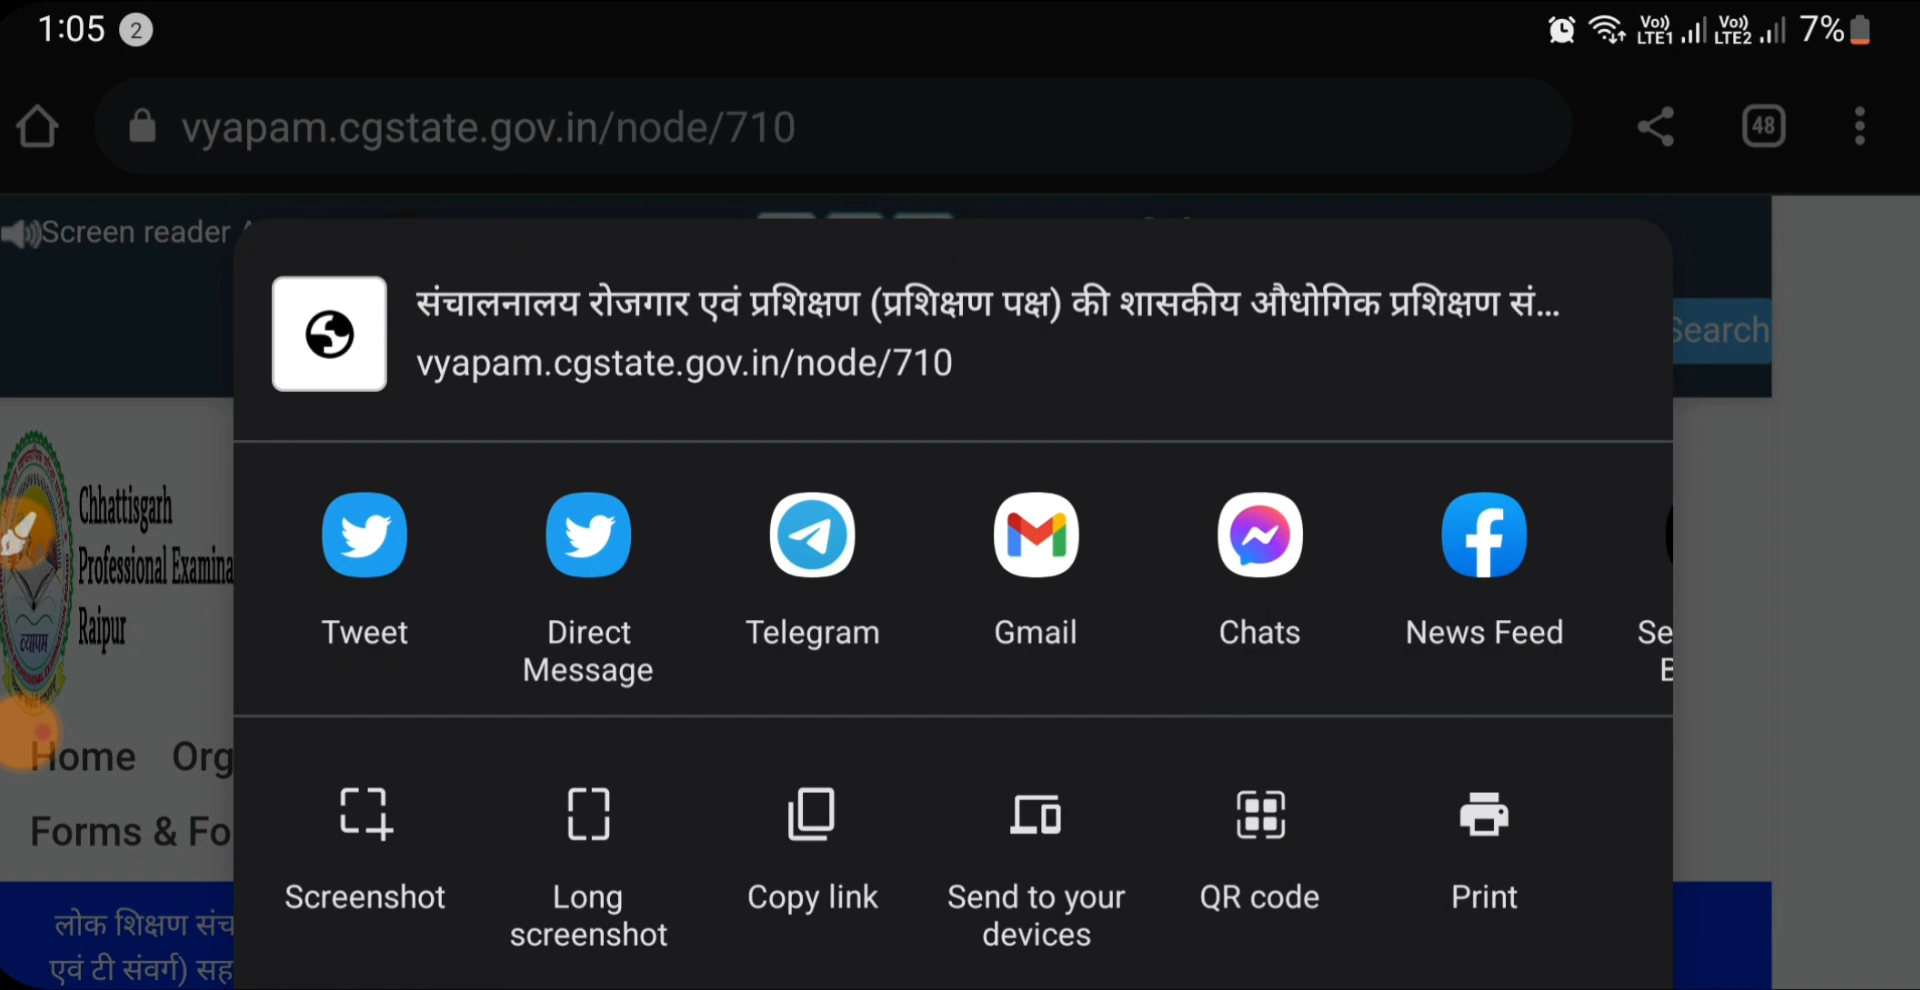 1:05 2
Vo)) LTE1 Vo)) LTE2 7%
vyapam.cgstate.gov.in/node/710
48
Screen reader
संचालनालय रोजगार एवं प्रशिक्षण (प्रशिक्षण पक्ष) की शासकीय औधोगिक प्रशिक्षण सं...
vyapam.cgstate.gov.in/node/710
Search
Chhattisgarh
Professional Examina
Raipur
व्यापम
Tweet
Direct
Message
Telegram
Gmail
Chats
News Feed
Se
Home Org
Forms & Fo
Screenshot
Long
screenshot
Copy link
Send to your
devices
QR code
Print
लोक शिक्षण संच
एवं टी संवर्ग) सह